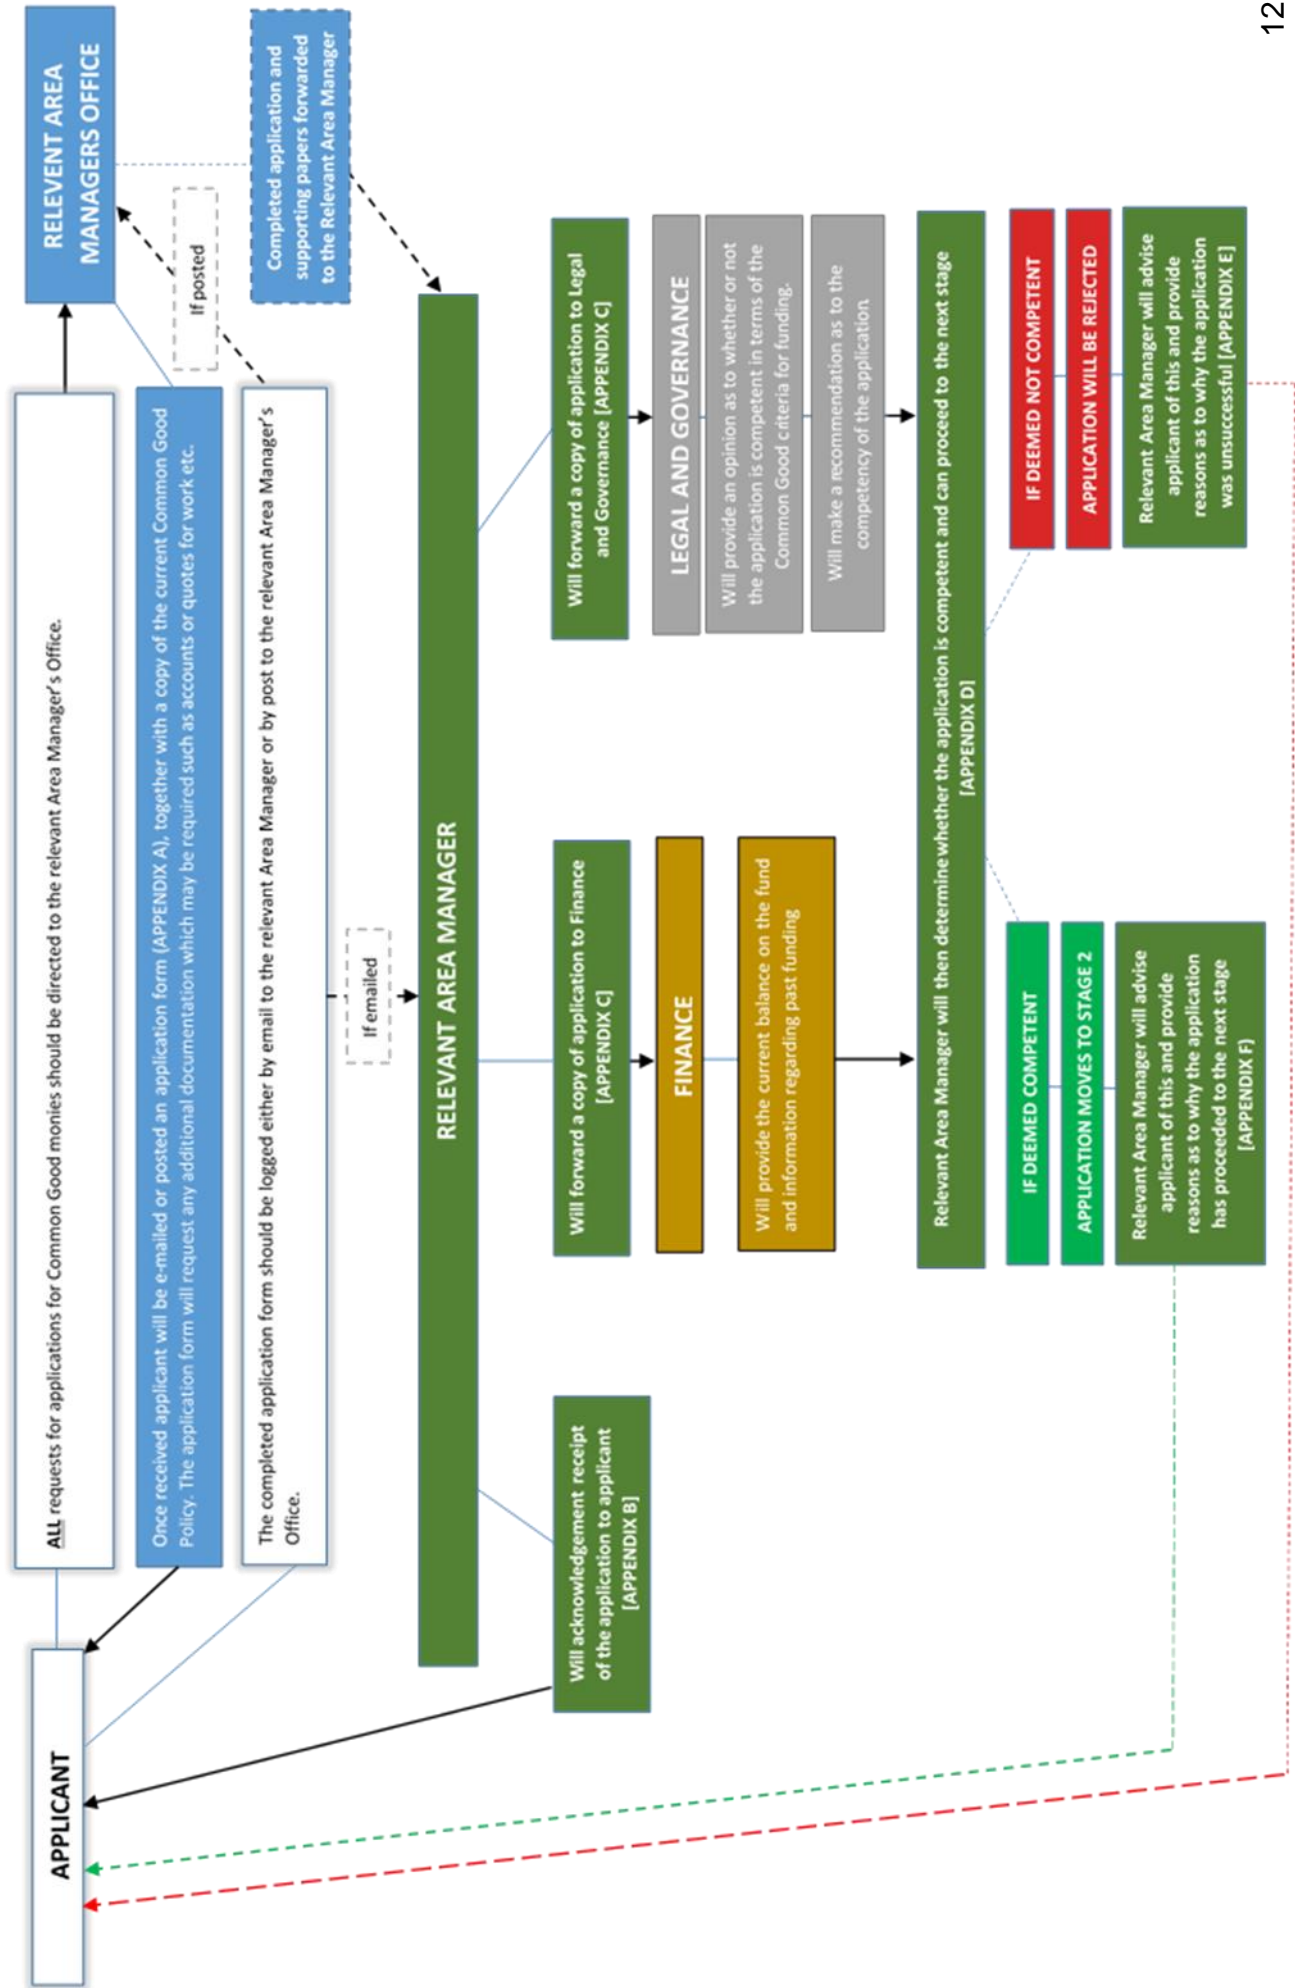 APPLICANT
ALL requests for applications for Common Good monies should be directed to the relevant Area Manager's Office.
RELEVENT AREA
MANAGERS OFFICE
Once received applicant will be e-mailed or posted an application form (APPENDIX A), together with a copy of the current Common Good
Policy. The application form will request any additional documentation which may be required such as accounts or quotes for work etc.
If posted
The completed application form should be logged either by email to the relevant Area Manager or by post to the relevant Area Manager's
Office.
Completed application and
supporting papers forwarded
to the Relevant Area Manager
If emailed
RELEVANT AREA MANAGER
Will acknowledgement receipt
of the application to applicant
[APPENDIX B]
Will forward a copy of application to Finance
[APPENDIX C]
Will forward a copy of application to Legal
and Governance [APPENDIX C]
FINANCE
Will provide the current balance on the fund
and information regarding past funding
LEGAL AND GOVERNANCE
Will provide an opinion as to whether or not
the application is competent in terms of the
Common Good criteria for funding.
Will make a recommendation as to the
competency of the application.
Relevant Area Manager will then determine whether the application is competent and can proceed to the next stage
[APPENDIX D]
IF DEEMED COMPETENT
APPLICATION MOVES TO STAGE 2
Relevant Area Manager will advise
applicant of this and provide
reasons as to why the application
has proceeded to the next stage
[APPENDIX F)
IF DEEMED NOT COMPETENT
APPLICATION WILL BE REJECTED
Relevant Area Manager will advise
applicant of this and provide
reasons as to why the application
was unsuccessful [APPENDIX E]
12